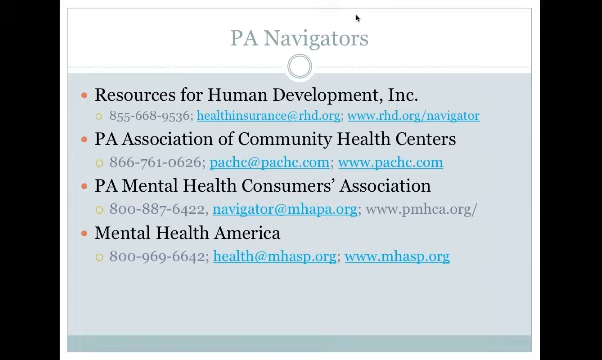 PA Navigators
Resources for Human Development, Inc.
855-668-9536; healthinsurance@rhd.org; www.rhd.org/navigator
PA Association of Community Health Centers
866-761-0626; pachc@pachc.com; www.pachc.com
PA Mental Health Consumers’ Association
800-887-6422, navigator@mhapa.org; www.pmhca.org/
Mental Health America
800-969-6642; health@mhasp.org; www.mhasp.org